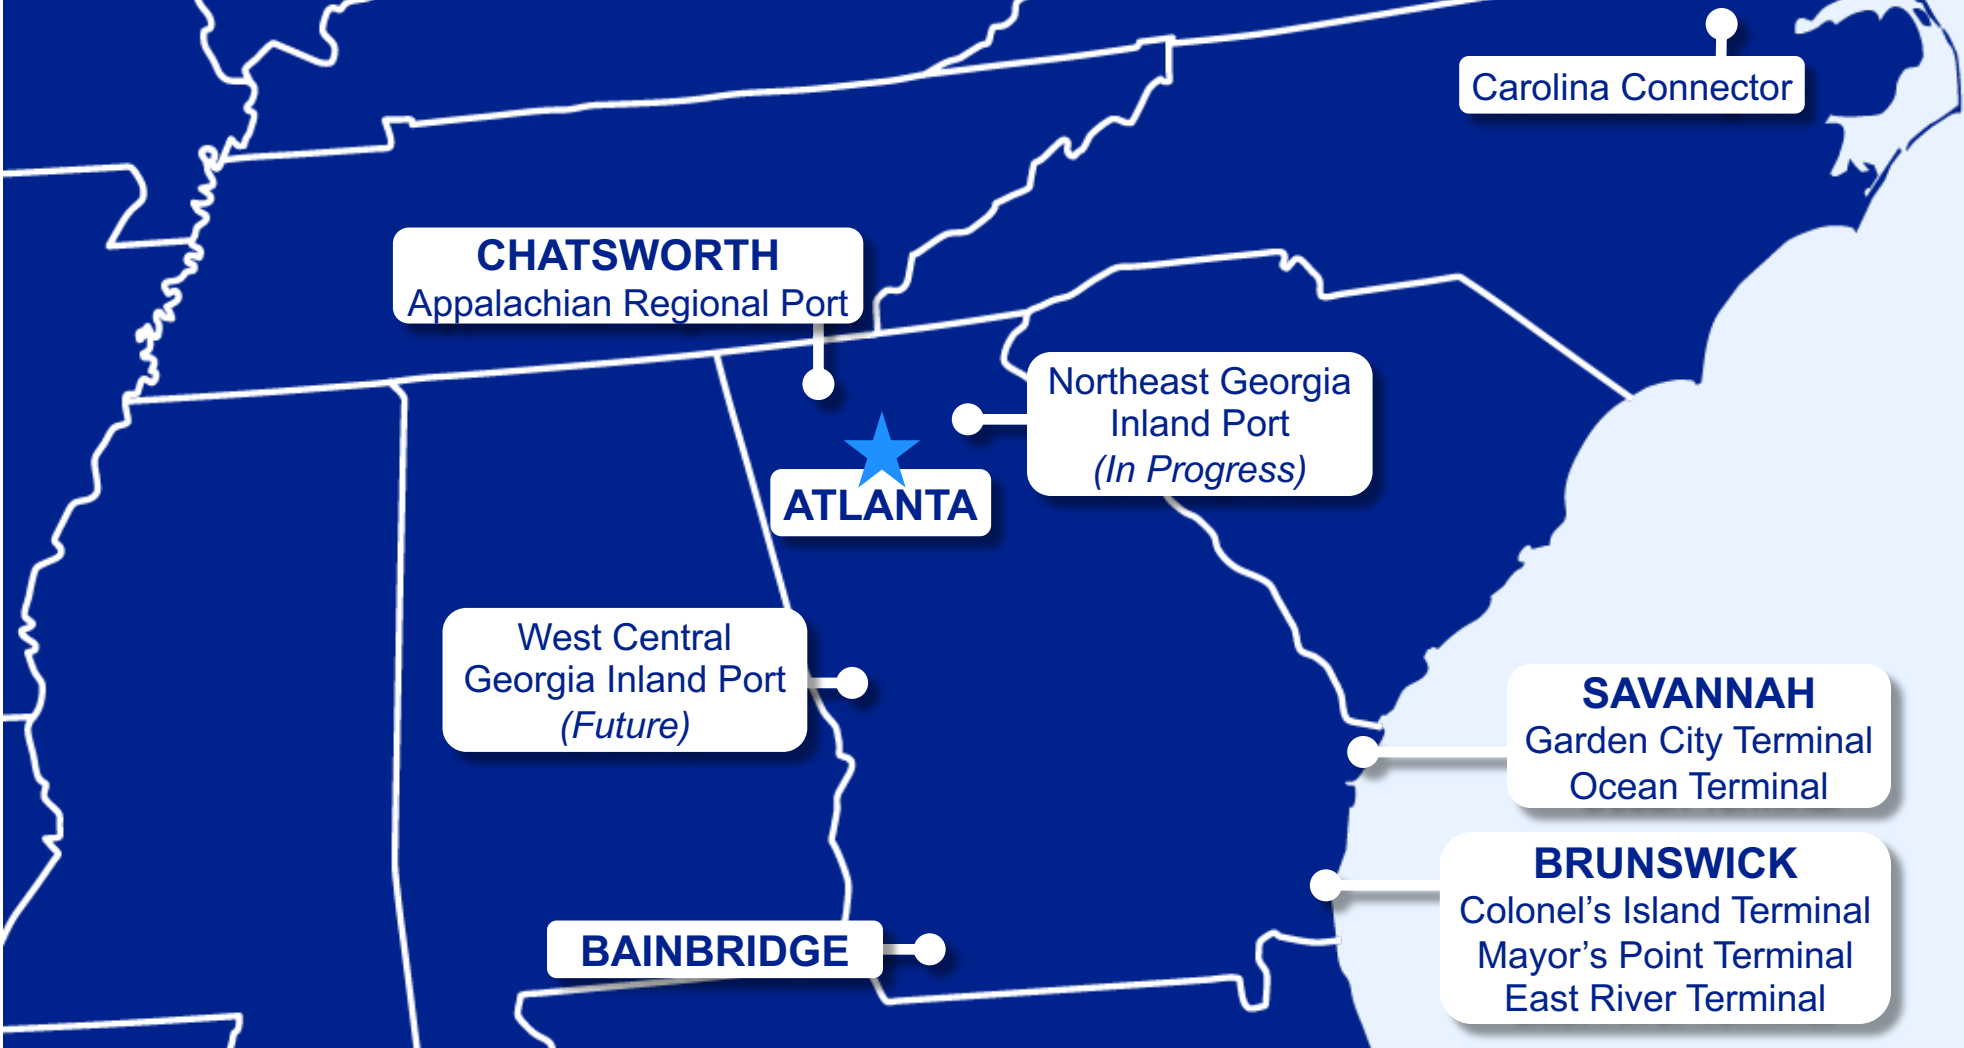 Carolina Connector
CHATSWORTH
Appalachian Regional Port
Northeast Georgia
Inland Port
(In Progress)
ATLANTA
West Central
Georgia Inland Port
(Future)
SAVANNAH
Garden City Terminal
Ocean Terminal
BRUNSWICK
Colonel’s Island Terminal
Mayor’s Point Terminal
East River Terminal
BAINBRIDGE